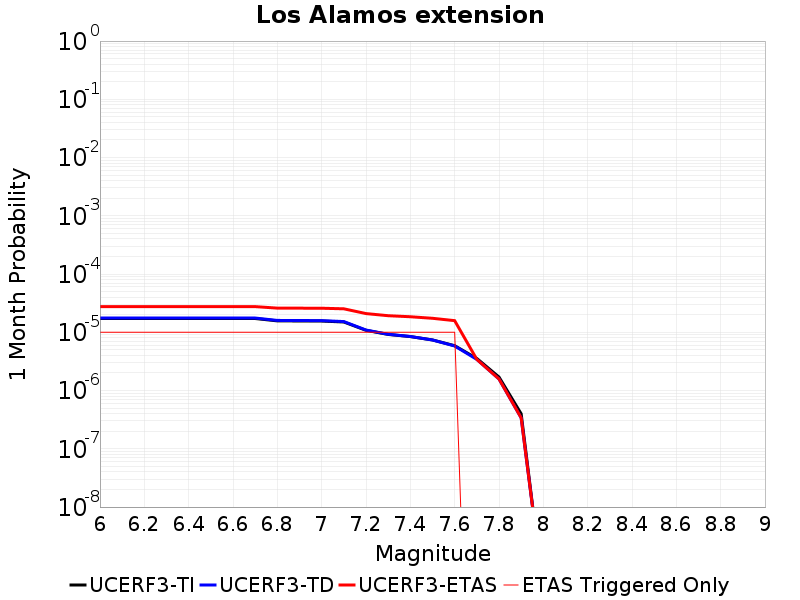 Los Alamos extension
1 Month Probability
10^0
10^-1
10^-2
10^-3
10^-4
10^-5
10^-6
10^-7
10^-8
6 6.2 6.4 6.6 6.8 7 7.2 7.4 7.6 7.8 8 8.2 8.4 8.6 8.8 9
Magnitude
UCERF3-TI UCERF3-TD UCERF3-ETAS ETAS Triggered Only